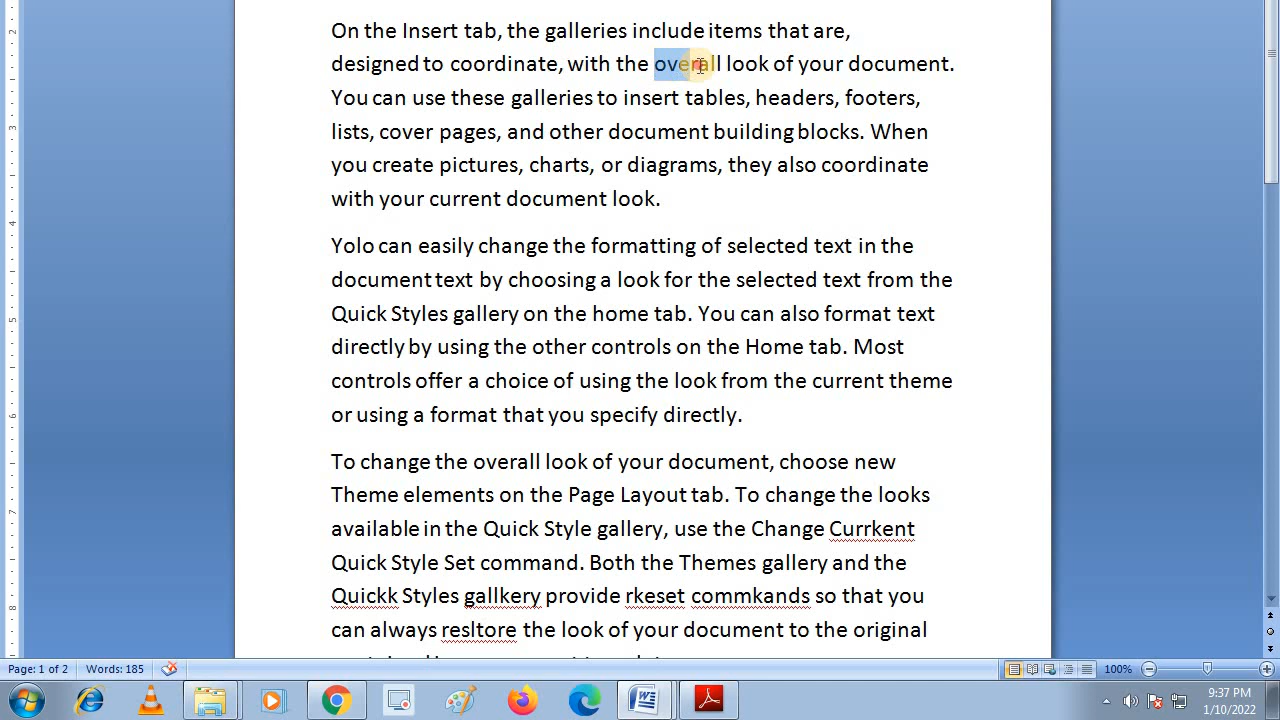 On the Insert tab, the galleries include items that are,
designed to coordinate, with the overall look of your document.
You can use these galleries to insert tables, headers, footers,
lists, cover pages, and other document building blocks. When
you create pictures, charts, or diagrams, they also coordinate
with your current document look.
Yolo can easily change the formatting of selected text in the
document text by choosing a look for the selected text from the
Quick Styles gallery on the home tab. You can also format text
directly by using the other controls on the Home tab. Most
controls offer a choice of using the look from the current theme
or using a format that you specify directly.
To change the overall look of your document, choose new
Theme elements on the Page Layout tab. To change the looks
available in the Quick Style gallery, use the Change Currkent
Quick Style Set command. Both the Themes gallery and the
Quickk Styles gallkery provide rkeset commkands so that you
can always resltore the look of your document to the original
2
3
4
5
7
8
Page: 1 of 2
Words: 185
100%
9:37 PM
1/10/2022